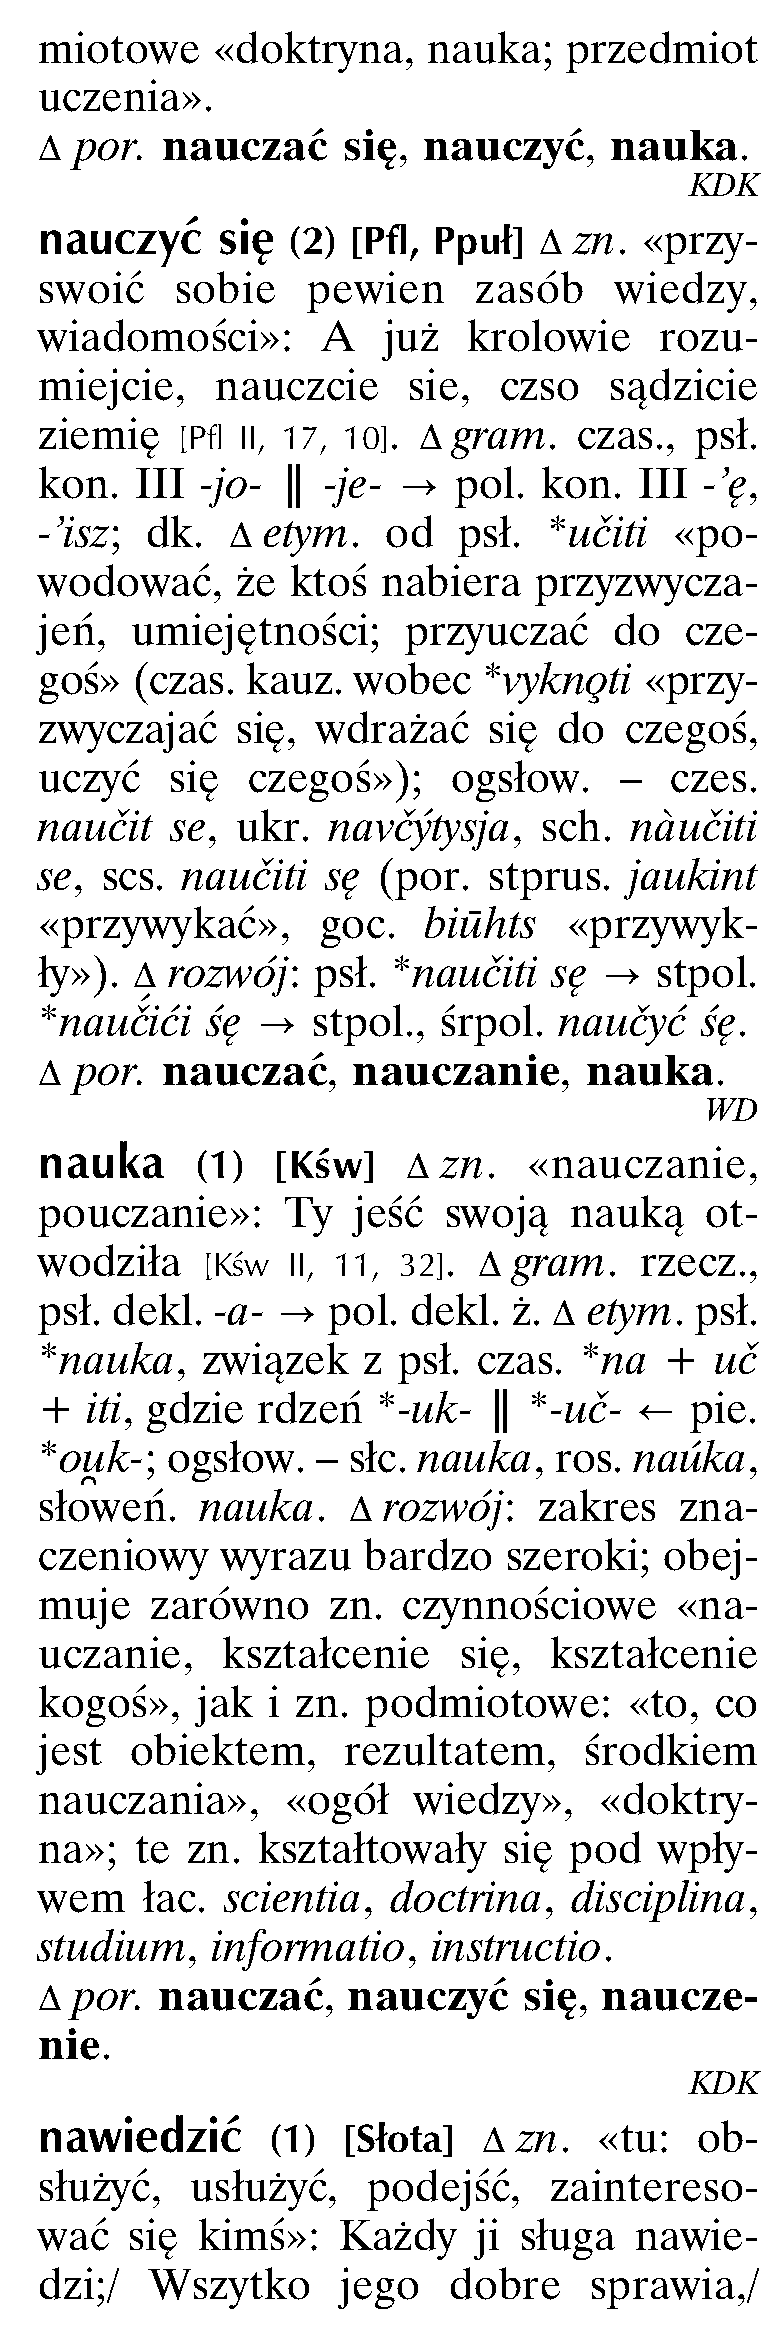 miotowe «doktryna, nauka; przedmiot
uczenia».
∆ por. nauczać się, nauczyć, nauka.
KDK
nauczyć się (2) [Pfl, Ppuł] ∆ zn. «przy-
swoić sobie pewien zasób wiedzy,
wiadomości»: A już krolowie rozu-
miejcie, nauczcie sie, czso sądzicie
ziemię [Pfl II, 17, 10]. ∆ gram. czas., psł.
kon. III -jo- || -je- → pol. kon. III -’ę,
-’isz; dk. ∆ etym. od psł. *učiti «po-
wodować, że ktoś nabiera przyzwycza-
jeń, umiejętności; przyuczać do cze-
goś» (czas. kauz. wobec *vyknǫti «przy-
zwyczajać się, wdrażać się do czegoś,
uczyć się czegoś»); ogsłow. – czes.
naučit se, ukr. navčýtysja, sch. nàučiti
se, scs. naučiti sę (por. stprus. jaukint
«przywykać», goc. biūhts «przywyk-
ły»). ∆ rozwój: psł. *naučiti sę → stpol.
*nauč́ići śę → stpol., śrpol. naučyć śę.
∆ por. nauczać, nauczanie, nauka.
WD
nauka (1) [Kśw] ∆ zn. «nauczanie,
pouczanie»: Ty jeść swoją nauką ot-
wodziła [Kśw II, 11, 32]. ∆ gram. rzecz.,
psł. dekl. -a- → pol. dekl. ż. ∆ etym. psł.
*nauka, związek z psł. czas. *na + uč
+ iti, gdzie rdzeń *-uk- || *-uč- ← pie.
*ou̯k-; ogsłow. – słc. nauka, ros. naúka,
słoweń. nauka. ∆ rozwój: zakres zna-
czeniowy wyrazu bardzo szeroki; obej-
muje zarówno zn. czynnościowe «na-
uczanie, kształcenie się, kształcenie
kogoś», jak i zn. podmiotowe: «to, co
jest obiektem, rezultatem, środkiem
nauczania», «ogół wiedzy», «doktry-
na»; te zn. kształtowały się pod wpły-
wem łac. scientia, doctrina, disciplina,
studium, informatio, instructio.
∆ por. nauczać, nauczyć się, naucze-
nie.
KDK
nawiedzić (1) [Słota] ∆ zn. «tu: ob-
służyć, usłużyć, podejść, zaintereso-
wać się kimś»: Każdy ji sługa nawie-
dzi;/ Wszytko jego dobre sprawia,/